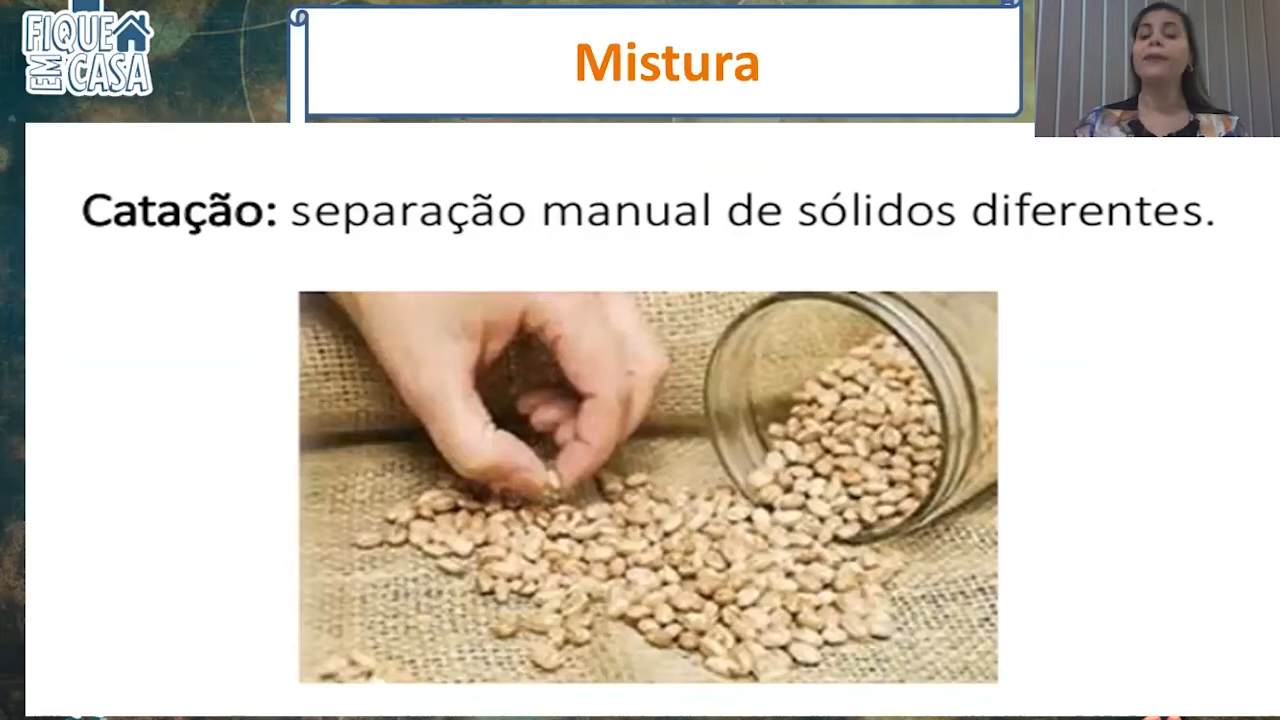 FIQUE
EM CASA
Mistura
Catação: separação manual de sólidos diferentes.